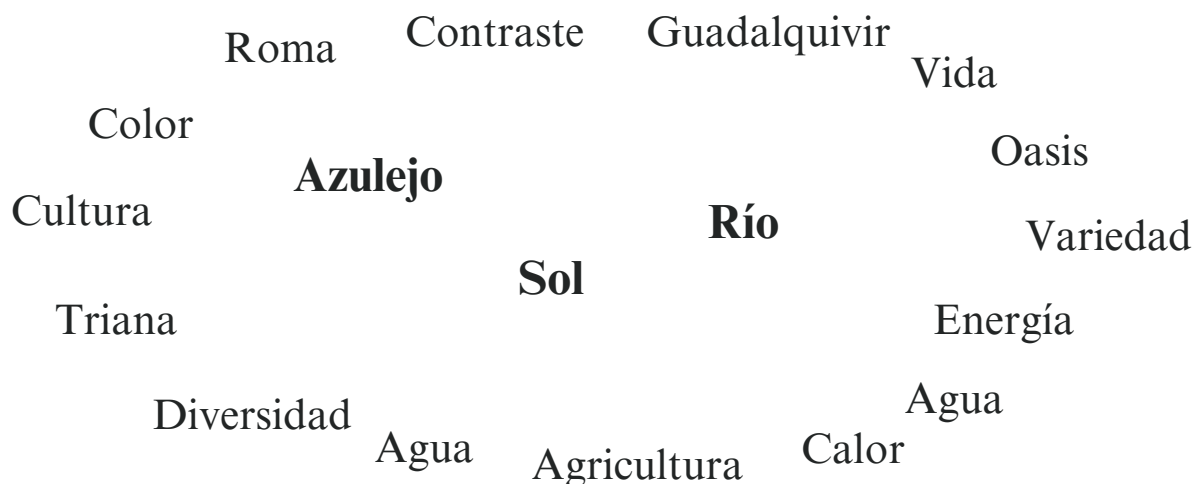 Contraste
Guadalquivir
Roma
Vida
Color
Oasis
Azulejo
Cultura
Río
Variedad
Sol
Triana
Energía
Agua
Diversidad
Agua
Calor
Agricultura